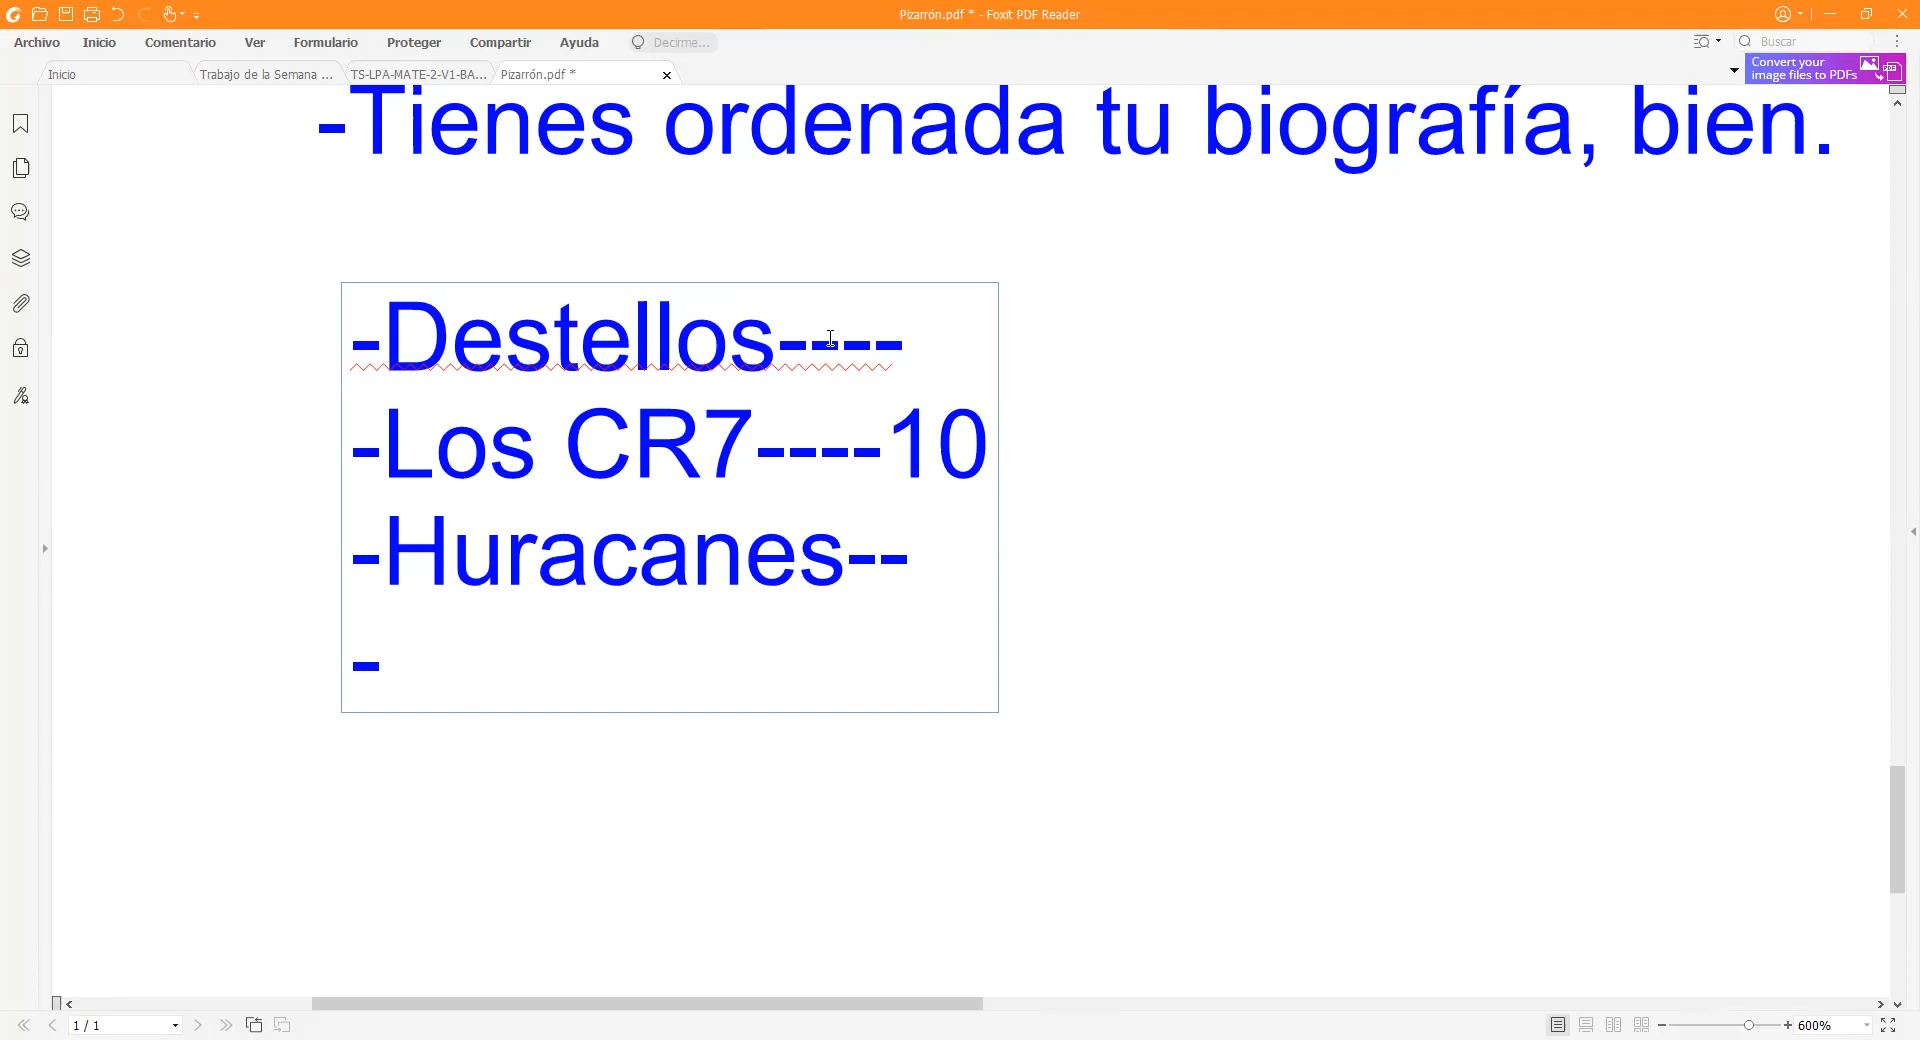 Pizarrón.pdf * - Foxit PDF Reader
Archivo Inicio Comentario Ver Formulario Proteger Compartir Ayuda Decirme... Buscar
Inicio Trabajo de la Semana ... TS-LPA-MATE-2-V1-BA... Pizarrón.pdf *
Convert your
image files to PDFs
-Tienes ordenada tu biografía, bien.
-Destellos----
-Los CR7----10
-Huracanes--
-
1 / 1 600%